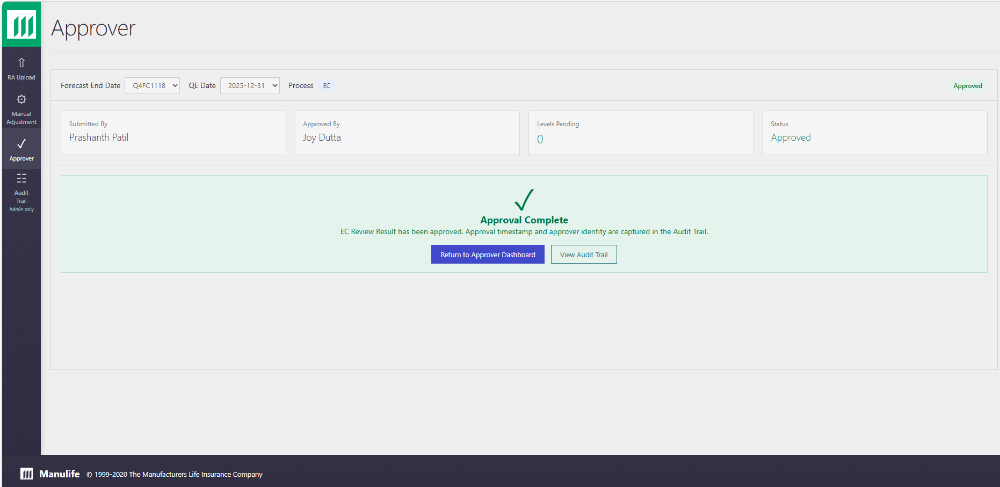 Approver
RA Upload
Manual
Adjustment
Approver
Audit
Trail
Admin only
Forecast End Date Q4FC1118 QE Date 2025-12-31 Process EC Approved
Submitted By
Prashanth Patil
Approved By
Joy Dutta
Levels Pending
0
Status
Approved
Approval Complete
EC Review Result has been approved. Approval timestamp and approver identity are captured in the Audit Trail.
Return to Approver Dashboard View Audit Trail
Manulife © 1999-2020 The Manufacturers Life Insurance Company